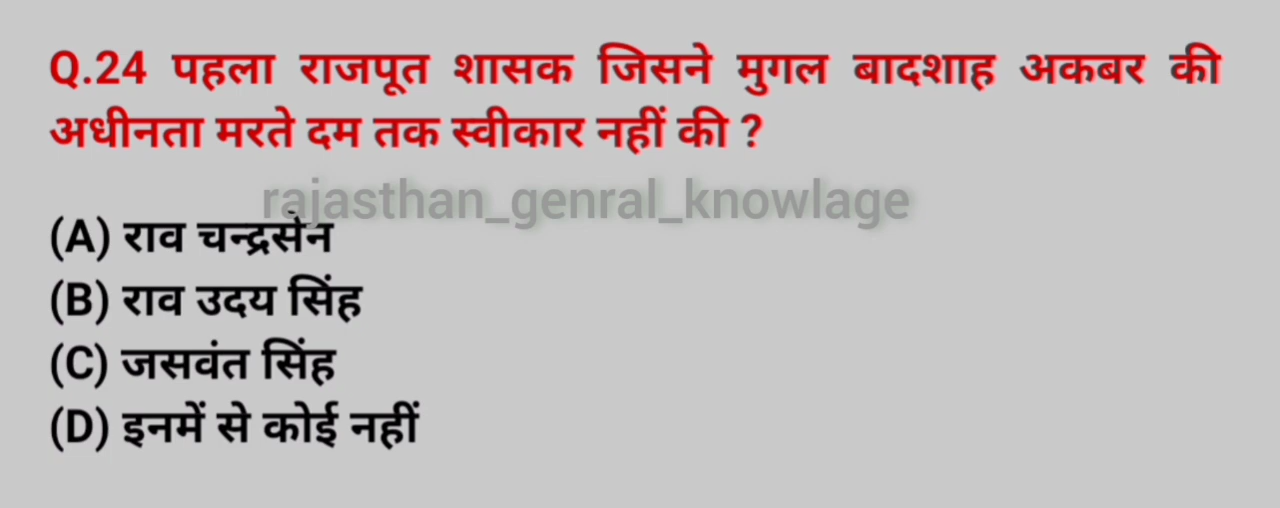 Q.24 पहला राजपूत शासक जिसने मुगल बादशाह अकबर की
अधीनता मरते दम तक स्वीकार नहीं की ?
rajasthan_genral_knowlage
(A) राव चन्द्रसेन
(B) राव उदय सिंह
(C) जसवंत सिंह
(D) इनमें से कोई नहीं